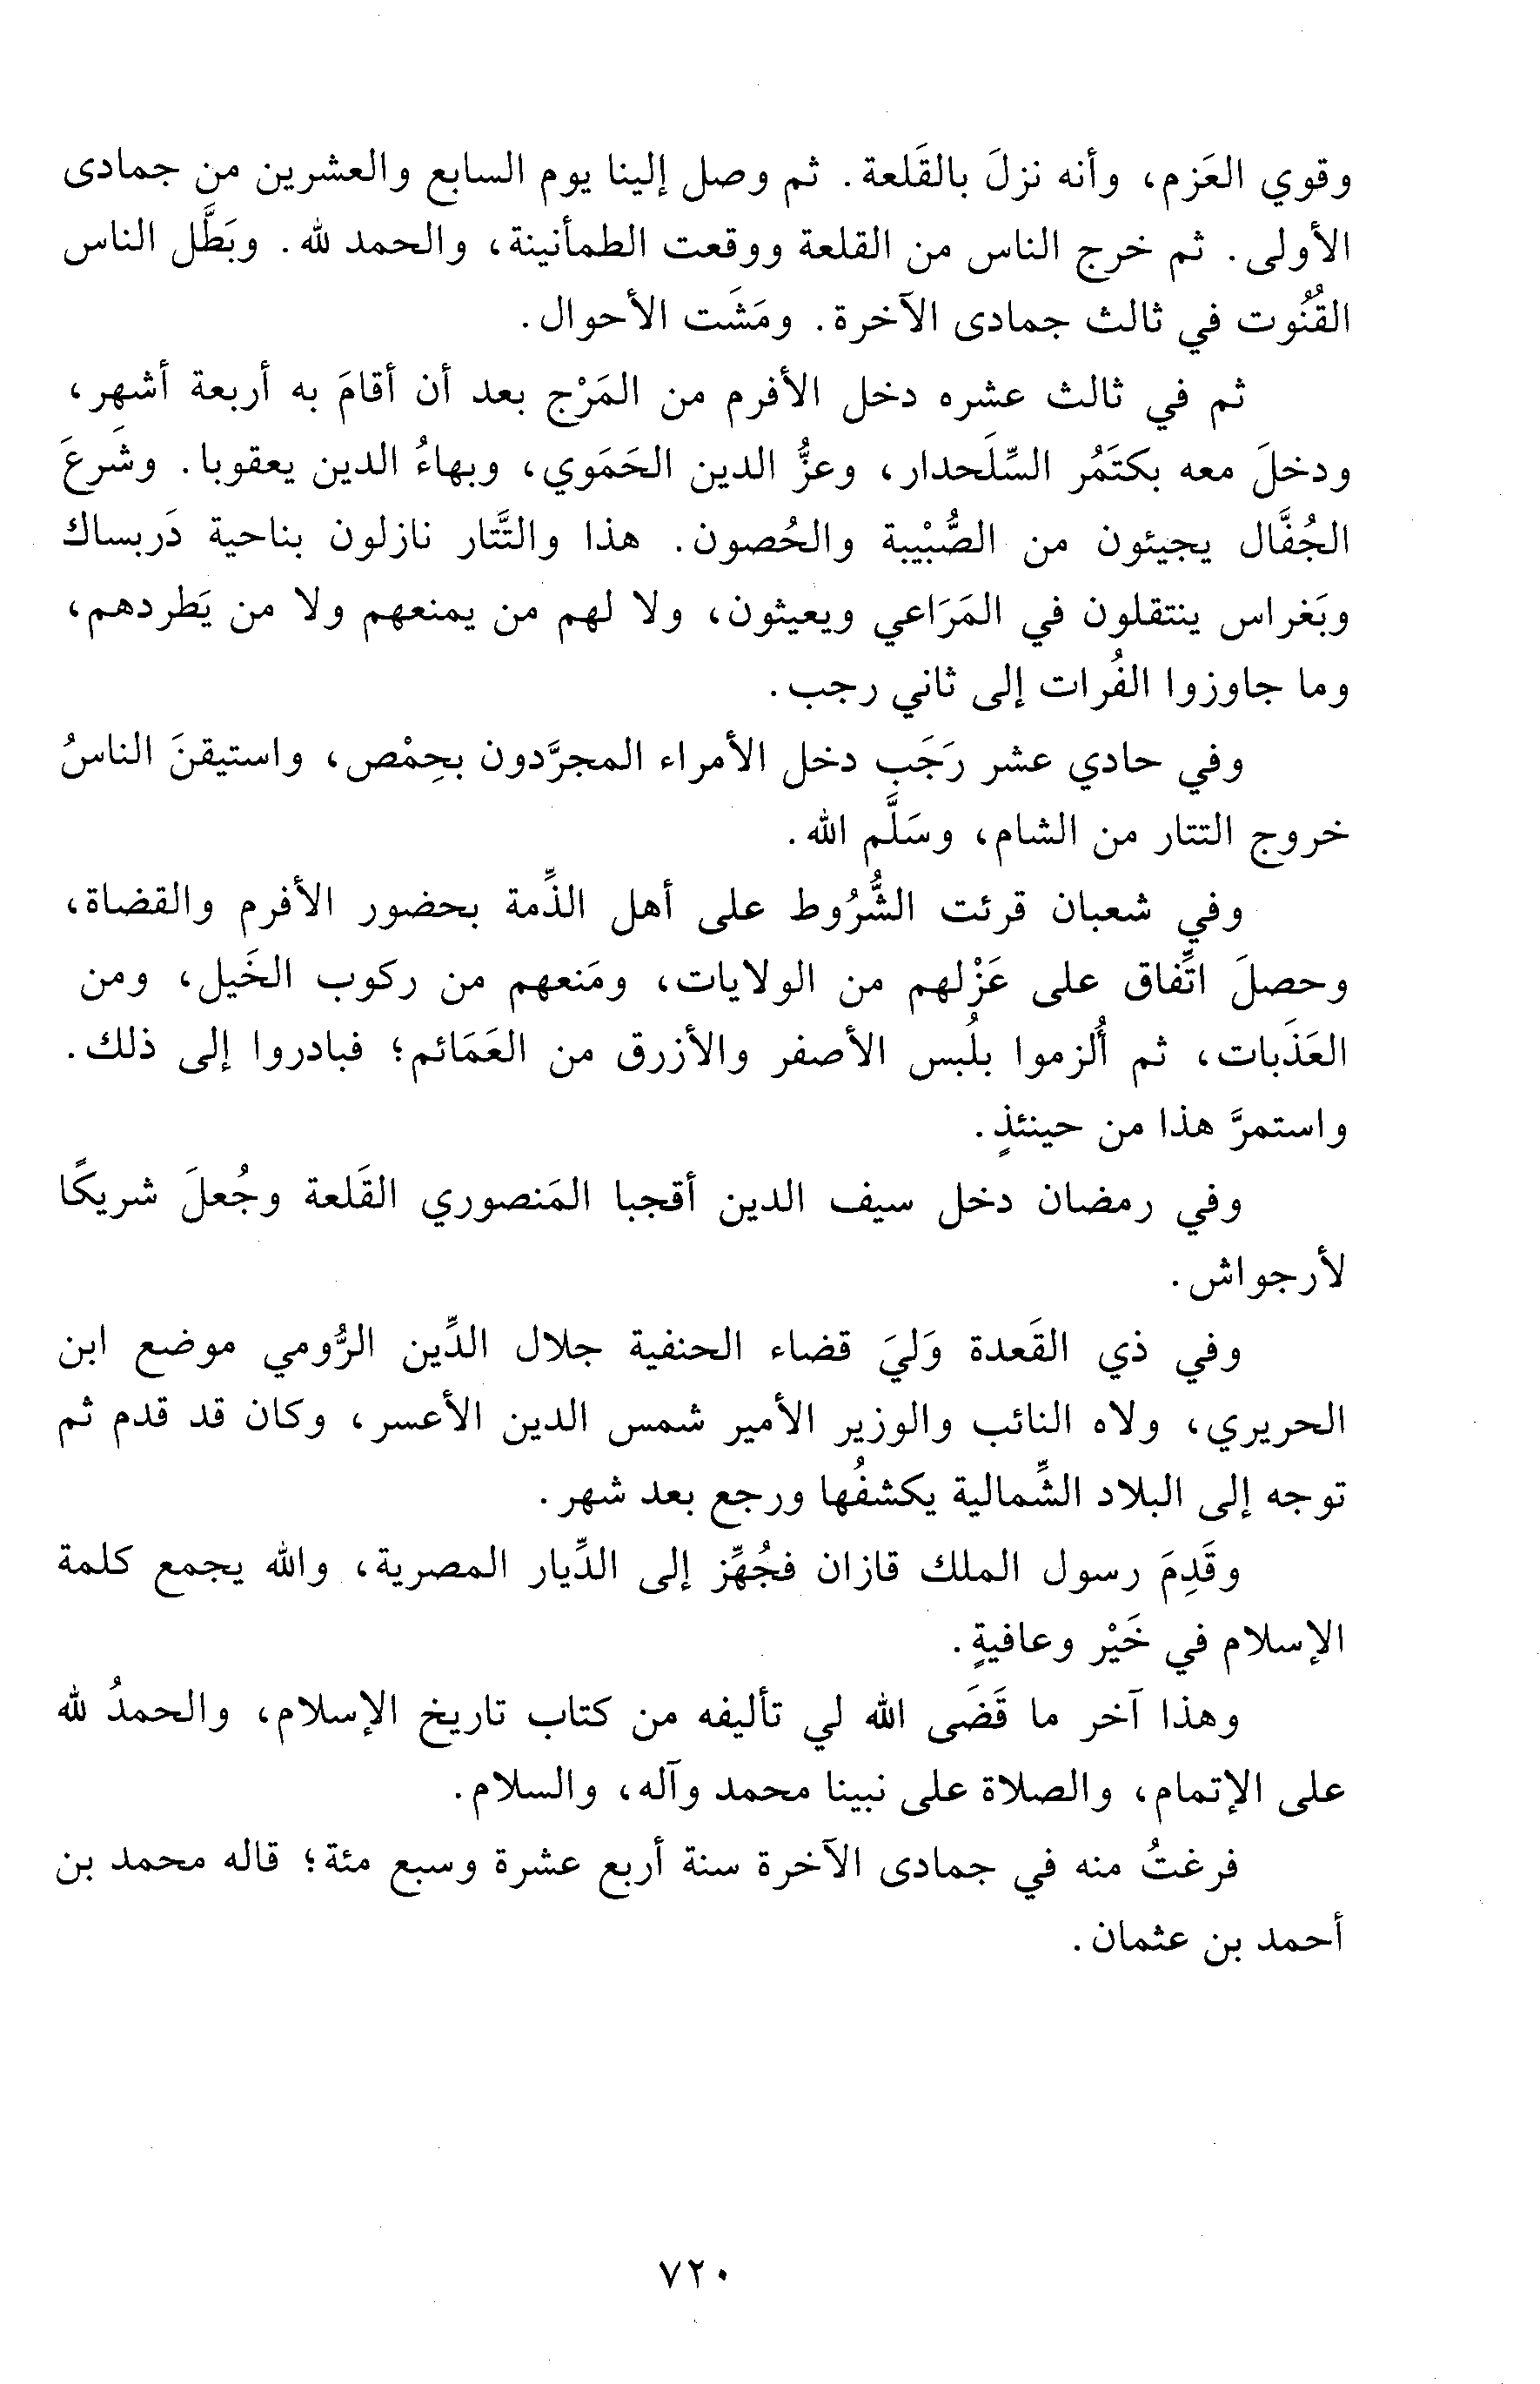 وقوي العَزم، وأنه نزلَ بالقَلعة. ثم وصل إلينا يوم السابع والعشرين من جمادى
الأولى. ثم خرج الناس من القلعة ووقعت الطمأنينة، والحمد لله. وبَطَّل الناس
القُنُوت في ثالث جمادى الآخرة. ومَشَت الأحوال.
ثم في ثالث عشره دخل الأفرم من المَرْج بعد أن أقامَ به أربعة أشهر،
ودخلَ معه بكتَمُر السِّلَحدار، وعزُّ الدين الحَمَوي، وبهاءُ الدين يعقوبا. وشَرعَ
الجُفَّال يجيئون من الصُّبْيبة والحُصون. هذا والتَّتار نازلون بناحية دَربساك
وبَغراس ينتقلون في المَرَاعي ويعيثون، ولا لهم من يمنعهم ولا من يَطردهم،
وما جاوزوا الفُرات إلى ثاني رجب.
وفي حادي عشر رَجَب دخل الأمراء المجرَّدون بحِمْص، واستيقنَ الناسُ
خروج التتار من الشام، وسَلَّم الله.
وفي شعبان قرئت الشُّرُوط على أهل الذِّمة بحضور الأفرم والقضاة،
وحصلَ اتِّفاق على عَزْلهم من الولايات، ومَنعهم من ركوب الخَيل، ومن
العَذَبات، ثم أُلزموا بلُبس الأصفر والأزرق من العَمَائم؛ فبادروا إلى ذلك.
واستمرَّ هذا من حينئذٍ.
وفي رمضان دخل سيف الدين أقجبا المَنصوري القَلعة وجُعلَ شريكًا
لأرجواش.
وفي ذي القَعدة وَليَ قضاء الحنفية جلال الدِّين الرُّومي موضع ابن
الحريري، ولاه النائب والوزير الأمير شمس الدين الأعسر، وكان قد قدم ثم
توجه إلى البلاد الشِّمالية يكشفُها ورجع بعد شهر.
وقَدِمَ رسول الملك قازان فجُهِّز إلى الدِّيار المصرية، والله يجمع كلمة
الإسلام في خَيْر وعافيةٍ.
وهذا آخر ما قَضَى الله لي تأليفه من كتاب تاريخ الإسلام، والحمدُ لله
على الإتمام، والصلاة على نبينا محمد وآله، والسلام.
فرغتُ منه في جمادى الآخرة سنة أربع عشرة وسبع مئة؛ قاله محمد بن
أحمد بن عثمان.
٧٢٠